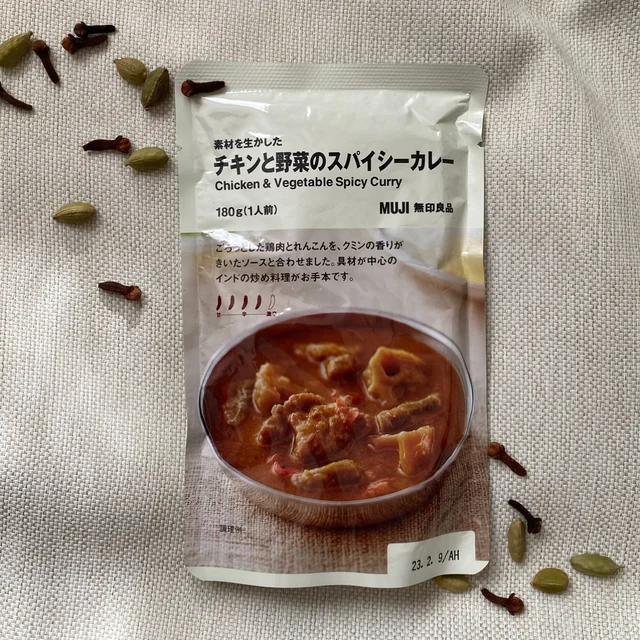 素材を生かした
チキンと野菜のスパイシーカレー
Chicken & Vegetable Spicy Curry
180g(1人前)
MUJI 無印良品
ごろっとした鶏肉とれんこんを、クミンの香りが
きいたソースと合わせました。具材が中心の
インドの炒め料理がお手本です。
甘 辛 激辛
調理例
23. 2. 9/AH